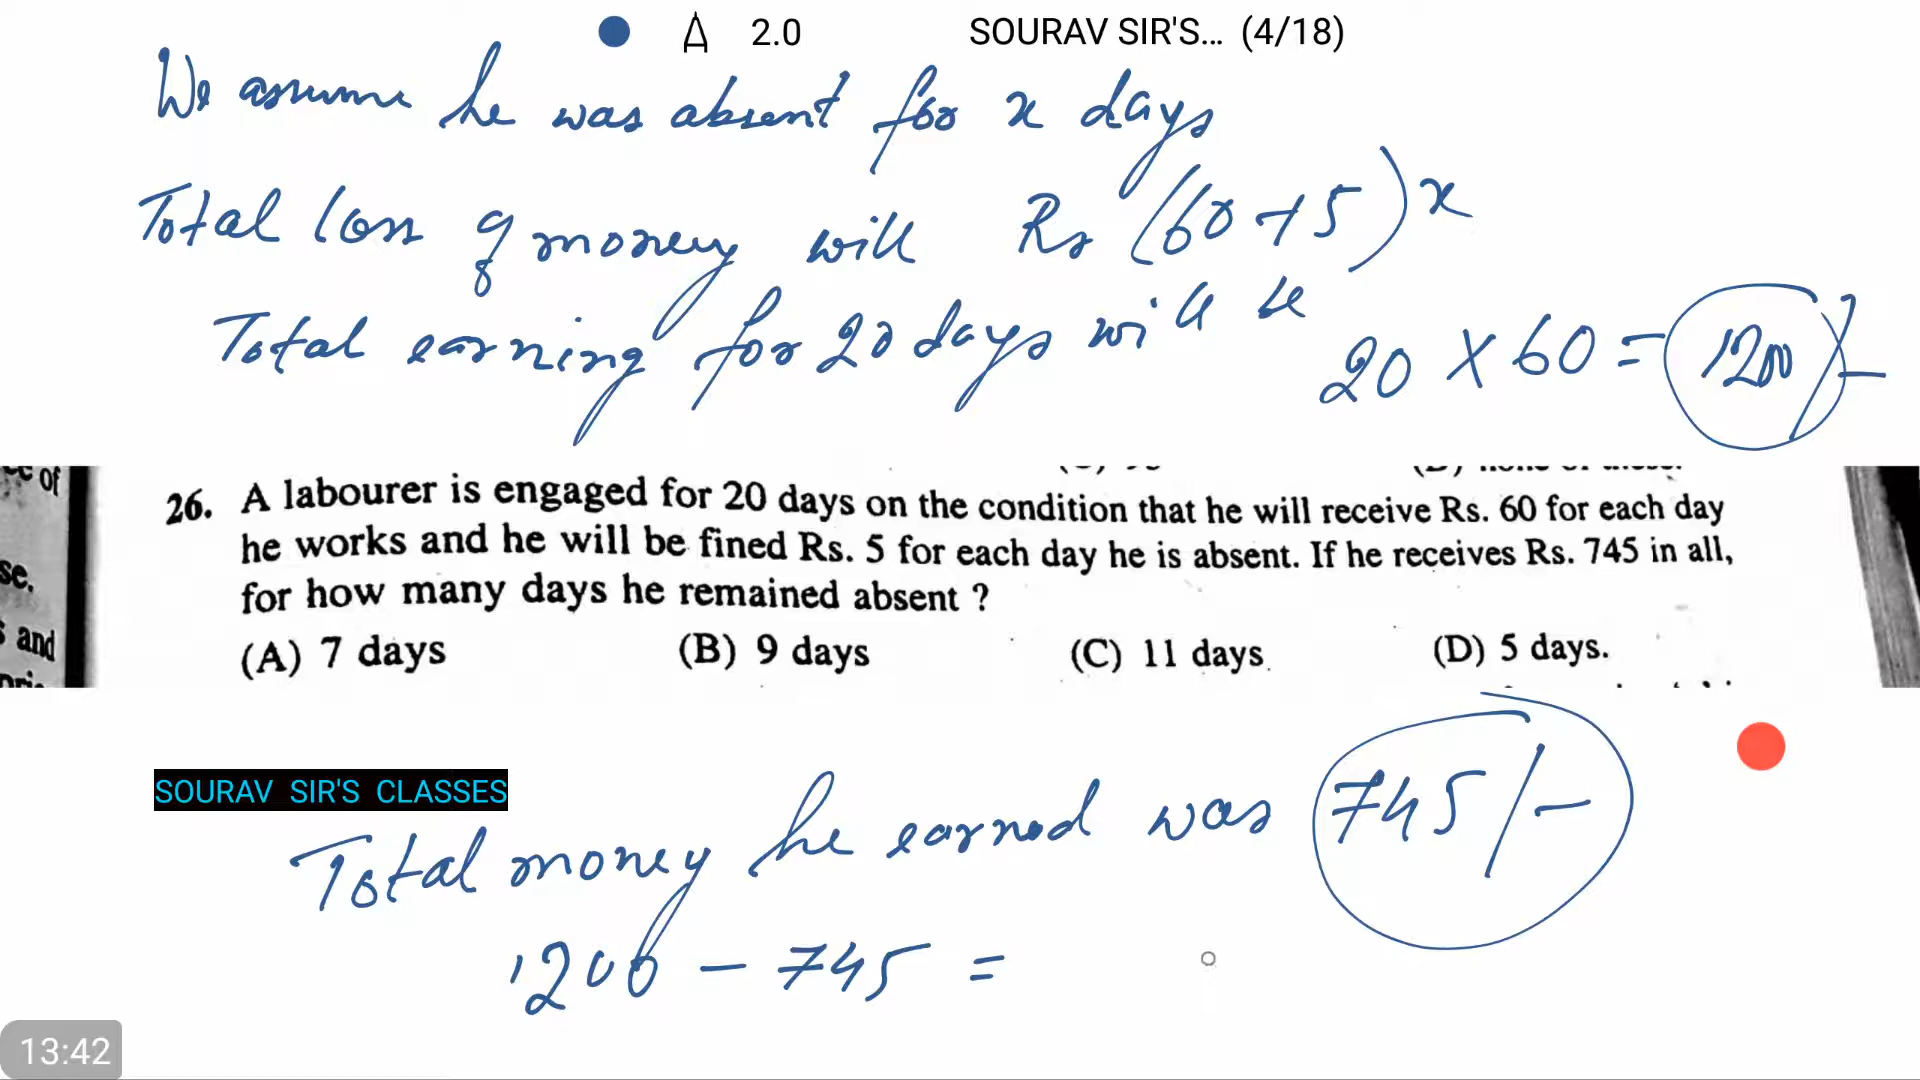 A 2.0 SOURAV SIR'S... (4/18)
We assume he was absent for x days
Total loss of money will Rs (60+5)x
Total earning for 20 days will be
20 × 60 = 1200/-
26. A labourer is engaged for 20 days on the condition that he will receive Rs. 60 for each day
he works and he will be fined Rs. 5 for each day he is absent. If he receives Rs. 745 in all,
for how many days he remained absent ?
(A) 7 days (B) 9 days (C) 11 days (D) 5 days.
of
se.
and
SOURAV SIR'S CLASSES
Total money he earned was 745/-
1200 - 745 =
13:42